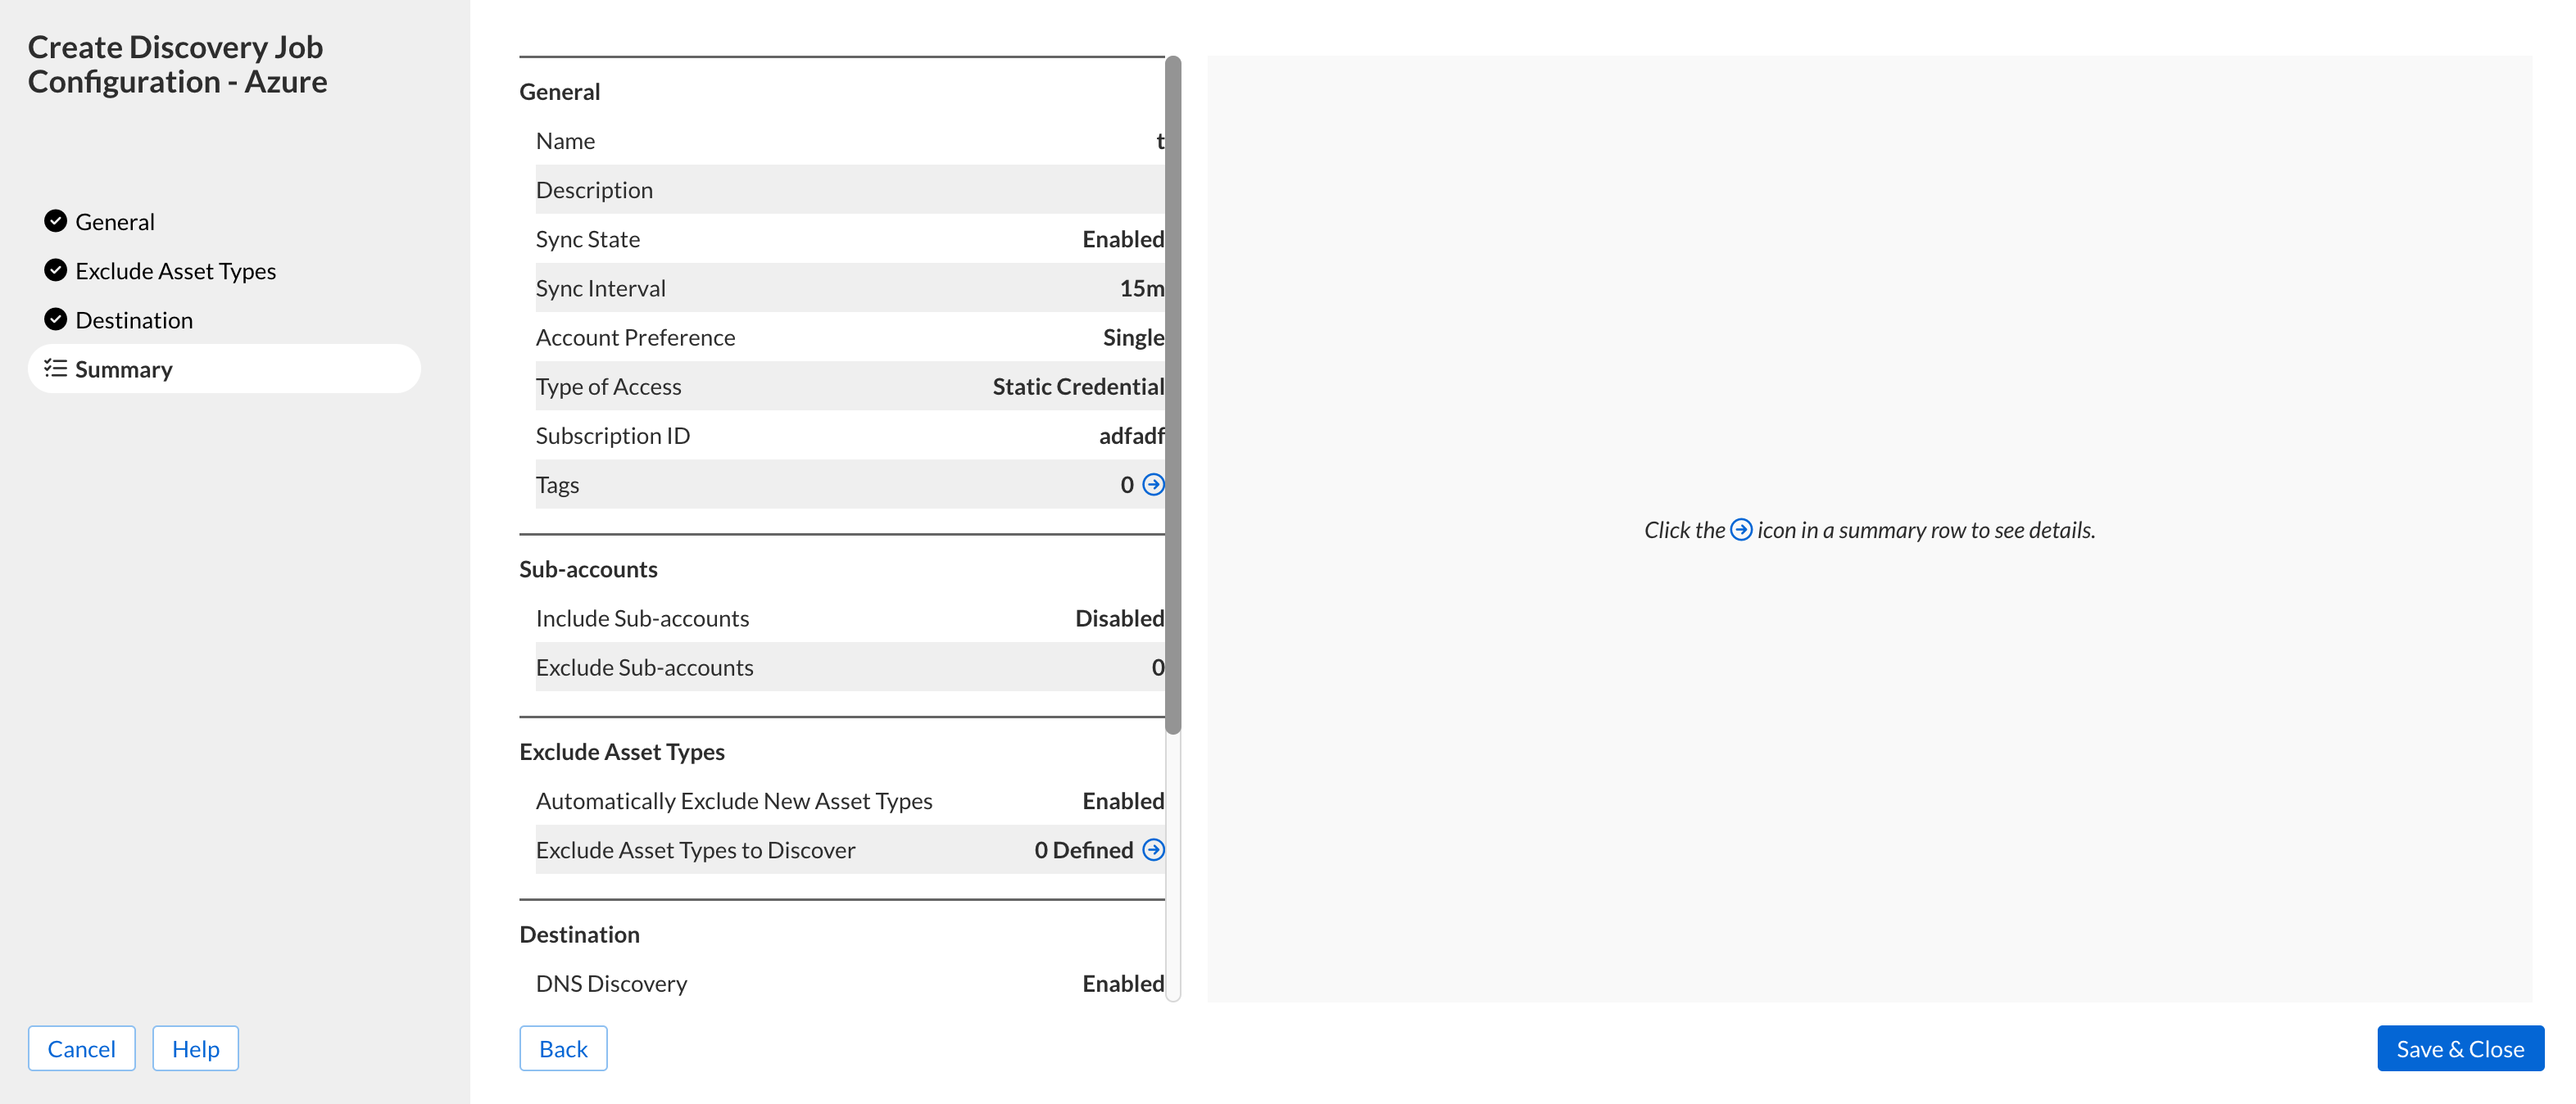 Create Discovery Job
Configuration - Azure
General
Exclude Asset Types
Destination
Summary
Cancel
Help
General
Name t
Description
Sync State Enabled
Sync Interval 15m
Account Preference Single
Type of Access Static Credential
Subscription ID adfadf
Tags 0
Sub-accounts
Include Sub-accounts Disabled
Exclude Sub-accounts 0
Exclude Asset Types
Automatically Exclude New Asset Types Enabled
Exclude Asset Types to Discover 0 Defined
Destination
DNS Discovery Enabled
Back
Click the icon in a summary row to see details.
Save & Close